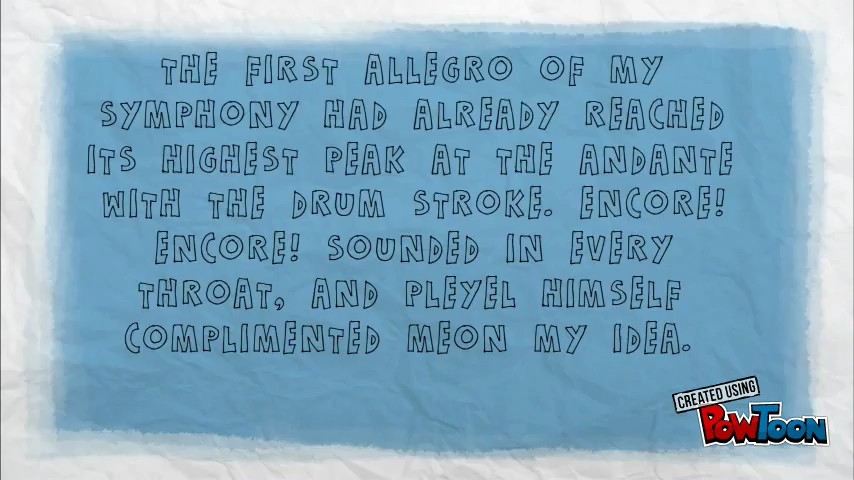 THE FIRST ALLEGRO OF MY
SYMPHONY HAD ALREADY REACHED
ITS HIGHEST PEAK AT THE ANDANTE
WITH THE DRUM STROKE. ENCORE!
ENCORE! SOUNDED IN EVERY
THROAT, AND PLEYEL HIMSELF
COMPLIMENTED MEON MY IDEA.
CREATED USING
POWTOON